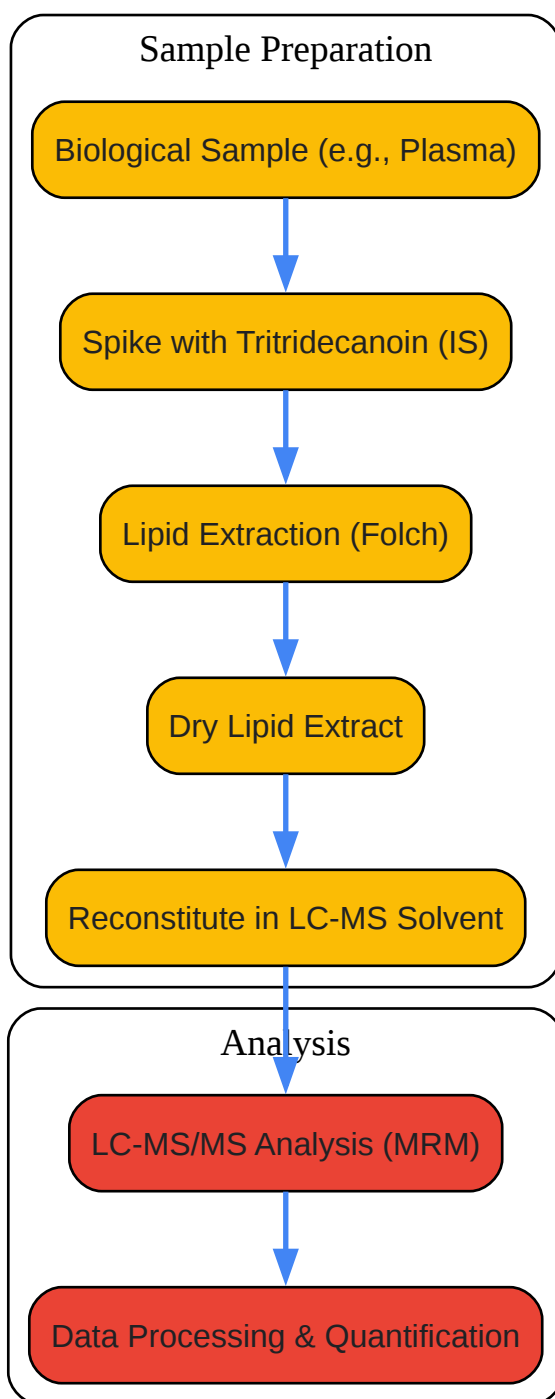 Sample Preparation
Biological Sample (e.g., Plasma)
Spike with Tritridecanoin (IS)
Lipid Extraction (Folch)
Dry Lipid Extract
Reconstitute in LC-MS Solvent
Analysis
LC-MS/MS Analysis (MRM)
Data Processing & Quantification